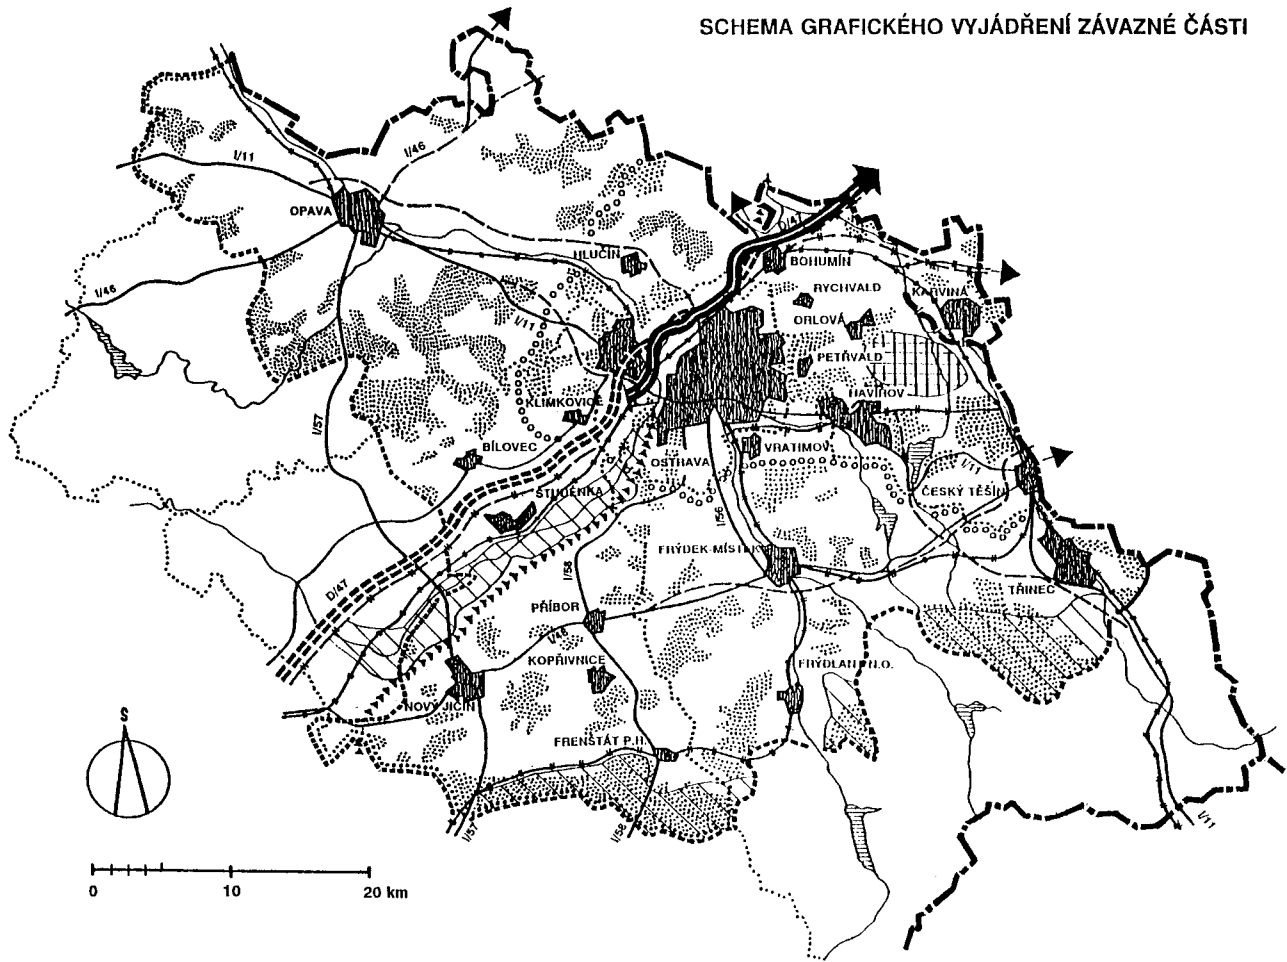 SCHEMA GRAFICKÉHO VYJÁDŘENÍ ZÁVAZNÉ ČÁSTI
I/46
I/11
OPAVA
D/47
HLUČÍN
BOHUMÍN
RYCHVALD
KARVINÁ
I/46
I/11
ORLOVÁ
PETŘVALD
HAVÍŘOV
KLIMKOVICE
I/57
BÍLOVEC
VRATIMOV
OSTRAVA
I/11
STUDÉNKA
ČESKÝ TĚŠÍN
I/56
FRÝDEK-MÍSTEK
I/58
D/47
TŘINEC
PŘÍBOR
I/48
KOPŘIVNICE
FRÝDLANT N.O.
NOVÝ JIČÍN
S
FRENŠTÁT P.R.
I/57
I/58
I/11
0 10 20 km